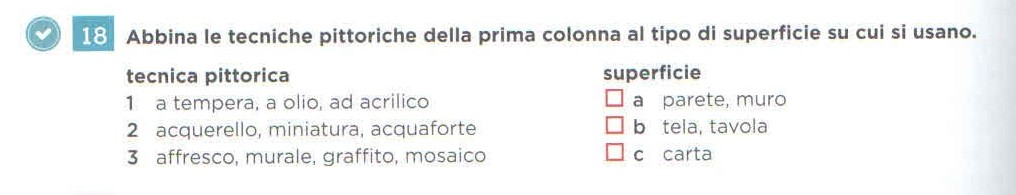 18 Abbina le tecniche pittoriche della prima colonna al tipo di superficie su cui si usano.
tecnica pittorica
1 a tempera, a olio, ad acrilico
2 acquerello, miniatura, acquaforte
3 affresco, murale, graffito, mosaico
superficie
a parete, muro
b tela, tavola
c carta